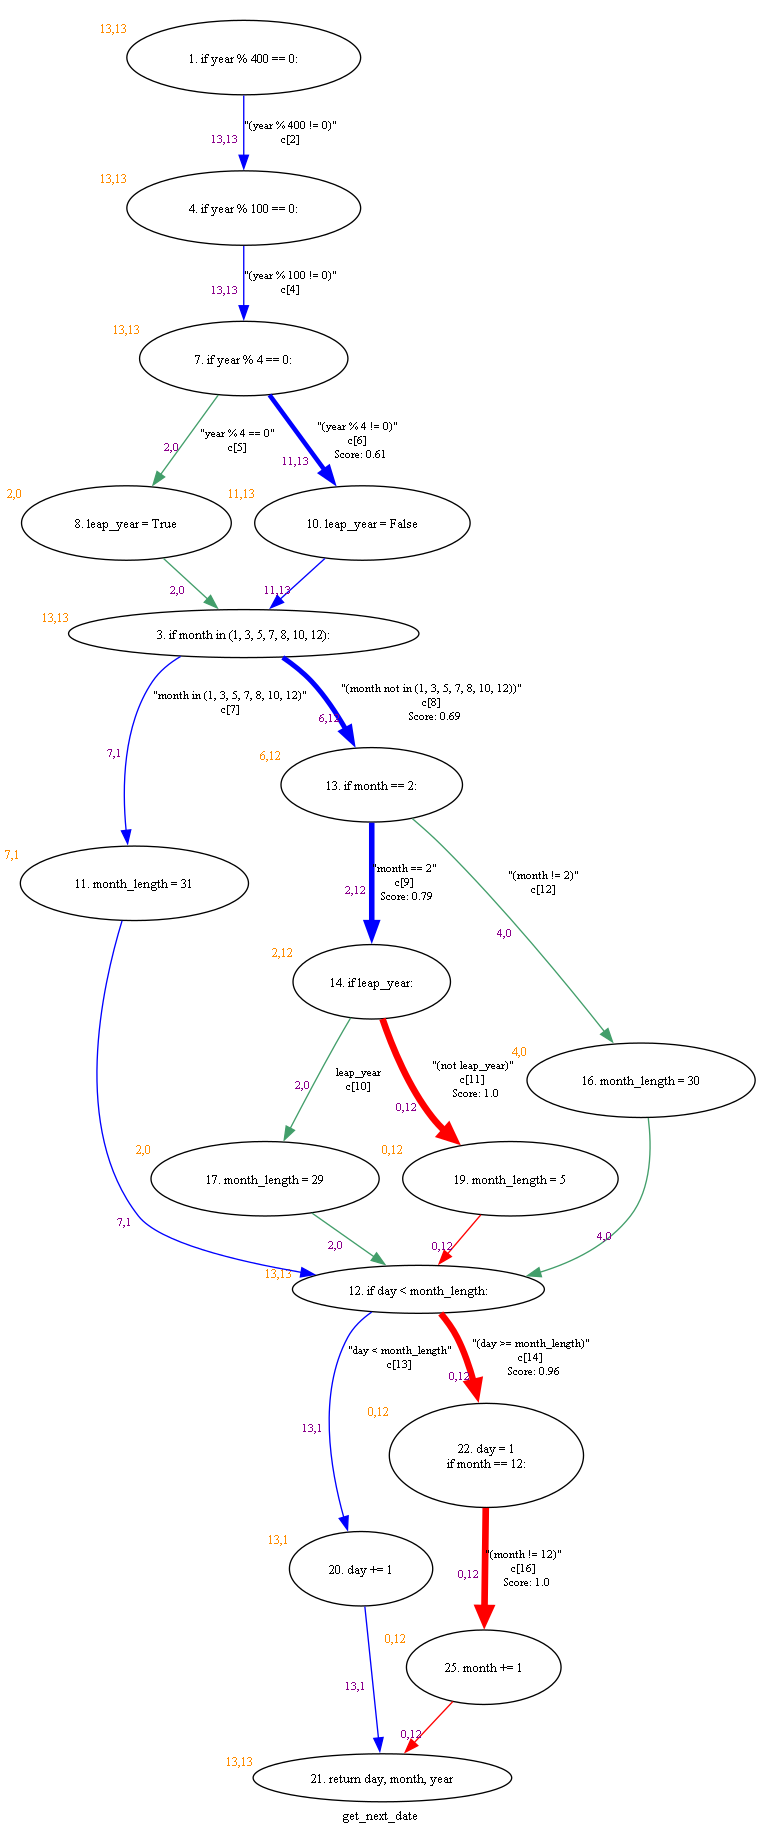 13,13
1. if year % 400 == 0:
"(year % 400 != 0)"
13,13
c[2]
13,13
4. if year % 100 == 0:
"(year % 100 != 0)"
13,13
c[4]
13,13
7. if year % 4 == 0:
"year % 4 == 0"
c[5]
2,0
"(year % 4 != 0)"
c[6]
Score: 0.61
11,13
2,0
8. leap_year = True
11,13
10. leap_year = False
2,0
11,13
13,13
3. if month in (1, 3, 5, 7, 8, 10, 12):
"month in (1, 3, 5, 7, 8, 10, 12)"
c[7]
7,1
"(month not in (1, 3, 5, 7, 8, 10, 12))"
c[8]
Score: 0.69
6,12
6,12
13. if month == 2:
7,1
11. month_length = 31
"month == 2"
c[9]
Score: 0.79
2,12
"(month != 2)"
c[12]
4,0
2,12
14. if leap_year:
leap_year
c[10]
2,0
"(not leap_year)"
c[11]
Score: 1.0
0,12
4,0
16. month_length = 30
2,0
17. month_length = 29
0,12
19. month_length = 5
7,1
2,0
0,12
4,0
13,13
12. if day < month_length:
"day < month_length"
c[13]
13,1
"(day >= month_length)"
c[14]
Score: 0.96
0,12
0,12
22. day = 1
if month == 12:
13,1
20. day += 1
"(month != 12)"
c[16]
Score: 1.0
0,12
0,12
25. month += 1
13,1
0,12
13,13
21. return day, month, year
get_next_date